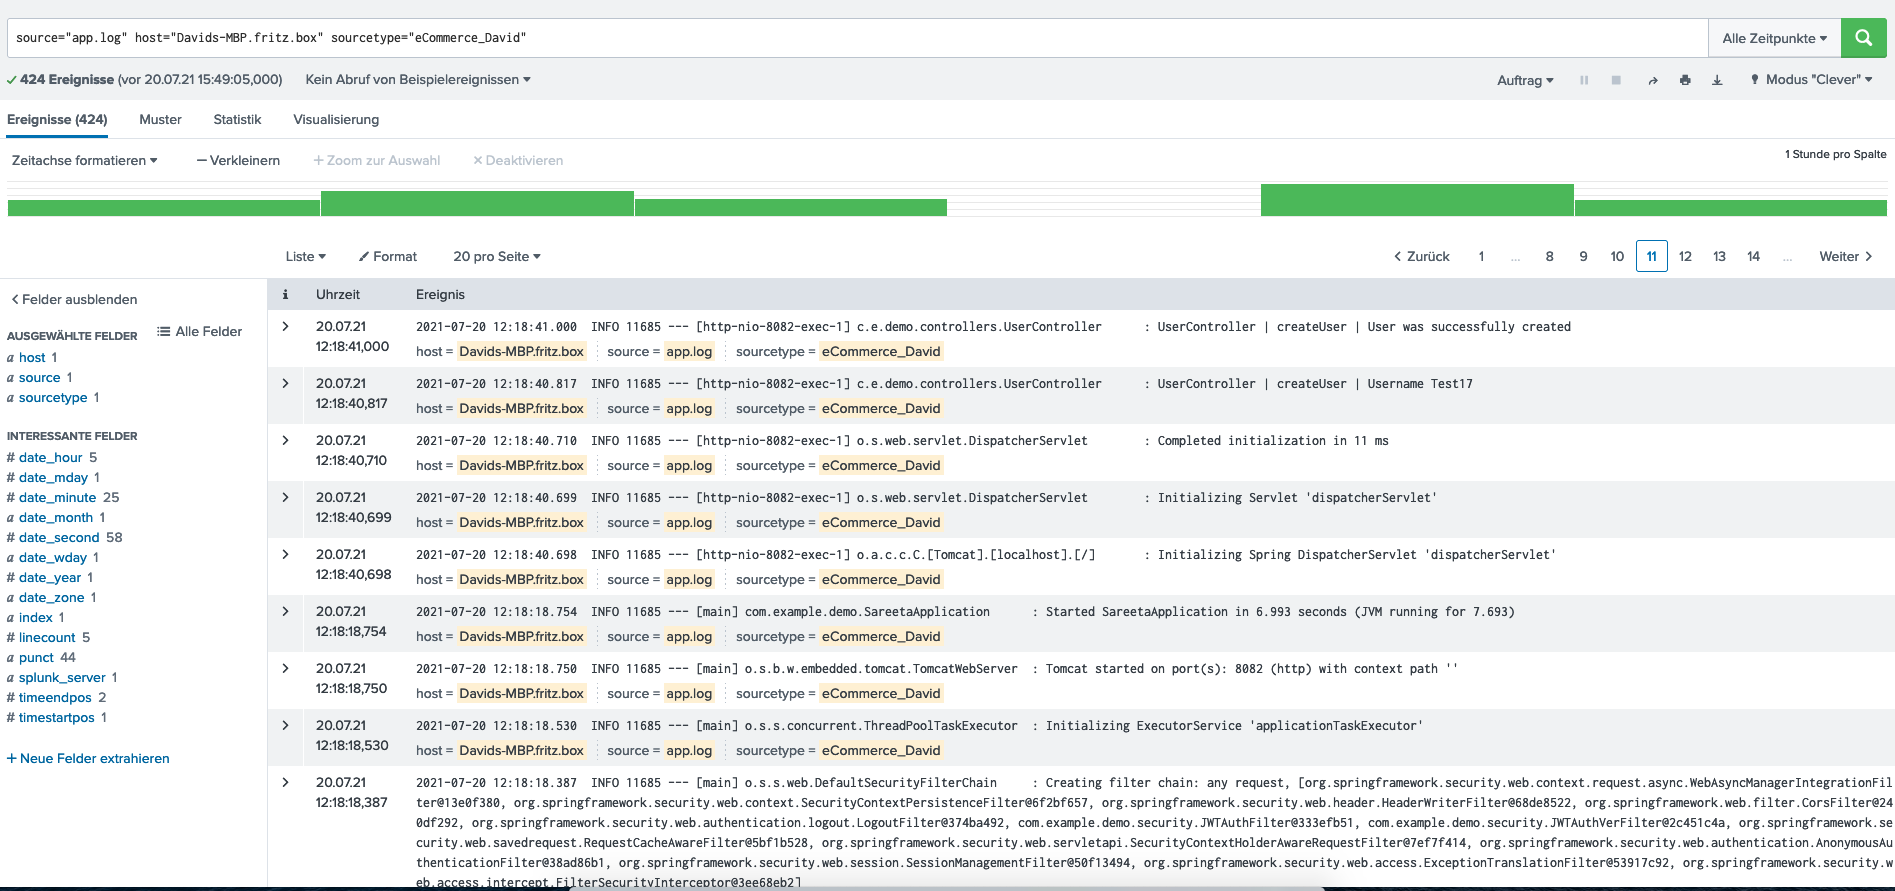 source="app.log" host="Davids-MBP.fritz.box" sourcetype="eCommerce_David"
Alle Zeitpunkte
424 Ereignisse (vor 20.07.21 15:49:05,000)
Kein Abruf von Beispielereignissen
Auftrag
Modus "Clever"
Ereignisse (424)
Muster
Statistik
Visualisierung
Zeitachse formatieren
— Verkleinern
+ Zoom zur Auswahl
× Deaktivieren
1 Stunde pro Spalte
Liste
Format
20 pro Seite
< Zurück 1 ... 8 9 10 11 12 13 14 ... Weiter >
< Felder ausblenden
AUSGEWÄHLTE FELDER
Alle Felder
a host 1
a source 1
a sourcetype 1
INTERESSANTE FELDER
# date_hour 5
# date_mday 1
# date_minute 25
a date_month 1
# date_second 58
a date_wday 1
# date_year 1
a date_zone 1
a index 1
# linecount 5
a punct 44
a splunk_server 1
# timeendpos 2
# timestartpos 1
+ Neue Felder extrahieren
i Uhrzeit Ereignis
> 20.07.21
12:18:41,000
2021-07-20 12:18:41.000 INFO 11685 --- [http-nio-8082-exec-1] c.e.demo.controllers.UserController : UserController | createUser | User was successfully created
host = Davids-MBP.fritz.box source = app.log sourcetype = eCommerce_David
> 20.07.21
12:18:40,817
2021-07-20 12:18:40.817 INFO 11685 --- [http-nio-8082-exec-1] c.e.demo.controllers.UserController : UserController | createUser | Username Test17
host = Davids-MBP.fritz.box source = app.log sourcetype = eCommerce_David
> 20.07.21
12:18:40,710
2021-07-20 12:18:40.710 INFO 11685 --- [http-nio-8082-exec-1] o.s.web.servlet.DispatcherServlet : Completed initialization in 11 ms
host = Davids-MBP.fritz.box source = app.log sourcetype = eCommerce_David
> 20.07.21
12:18:40,699
2021-07-20 12:18:40.699 INFO 11685 --- [http-nio-8082-exec-1] o.s.web.servlet.DispatcherServlet : Initializing Servlet 'dispatcherServlet'
host = Davids-MBP.fritz.box source = app.log sourcetype = eCommerce_David
> 20.07.21
12:18:40,698
2021-07-20 12:18:40.698 INFO 11685 --- [http-nio-8082-exec-1] o.a.c.c.C.[Tomcat].[localhost].[/] : Initializing Spring DispatcherServlet 'dispatcherServlet'
host = Davids-MBP.fritz.box source = app.log sourcetype = eCommerce_David
> 20.07.21
12:18:18,754
2021-07-20 12:18:18.754 INFO 11685 --- [main] com.example.demo.SareetaApplication : Started SareetaApplication in 6.993 seconds (JVM running for 7.693)
host = Davids-MBP.fritz.box source = app.log sourcetype = eCommerce_David
> 20.07.21
12:18:18,750
2021-07-20 12:18:18.750 INFO 11685 --- [main] o.s.b.w.embedded.tomcat.TomcatWebServer : Tomcat started on port(s): 8082 (http) with context path ''
host = Davids-MBP.fritz.box source = app.log sourcetype = eCommerce_David
> 20.07.21
12:18:18,530
2021-07-20 12:18:18.530 INFO 11685 --- [main] o.s.s.concurrent.ThreadPoolTaskExecutor : Initializing ExecutorService 'applicationTaskExecutor'
host = Davids-MBP.fritz.box source = app.log sourcetype = eCommerce_David
> 20.07.21
12:18:18,387
2021-07-20 12:18:18.387 INFO 11685 --- [main] o.s.s.web.DefaultSecurityFilterChain : Creating filter chain: any request, [org.springframework.security.web.context.request.async.WebAsyncManagerIntegrationFil
ter@13e0f380, org.springframework.security.web.context.SecurityContextPersistenceFilter@6f2bf657, org.springframework.security.web.header.HeaderWriterFilter@68de8522, org.springframework.web.filter.CorsFilter@24
0df292, org.springframework.security.web.authentication.logout.LogoutFilter@374ba492, com.example.demo.security.JWTAuthFilter@333efb51, com.example.demo.security.JWTAuthVerFilter@2c451c4a, org.springframework.se
curity.web.savedrequest.RequestCacheAwareFilter@5bf1b528, org.springframework.security.web.servletapi.SecurityContextHolderAwareRequestFilter@7ef7f414, org.springframework.security.web.authentication.AnonymousAu
thenticationFilter@38ad86b1, org.springframework.security.web.session.SessionManagementFilter@50f13494, org.springframework.security.web.access.ExceptionTranslationFilter@53917c92, org.springframework.security.w
eb.access.intercept.FilterSecurityInterceptor@3ee68eb2]